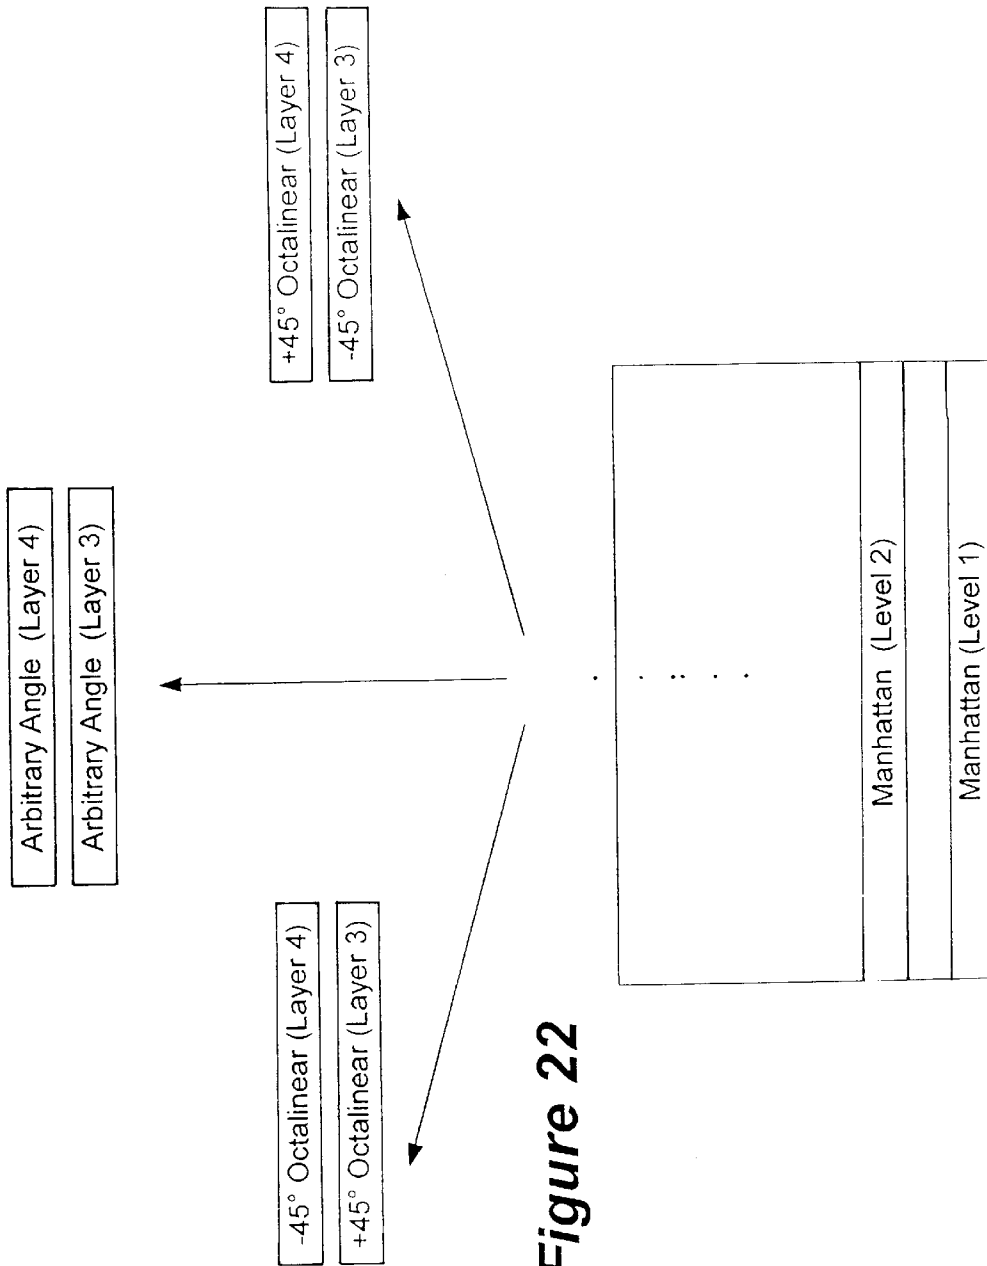 Arbitrary Angle (Layer 4)
Arbitrary Angle (Layer 3)
-45° Octalinear (Layer 4)
+45° Octalinear (Layer 3)
+45° Octalinear (Layer 4)
-45° Octalinear (Layer 3)
Manhattan (Level 2)
Manhattan (Level 1)
Figure 22